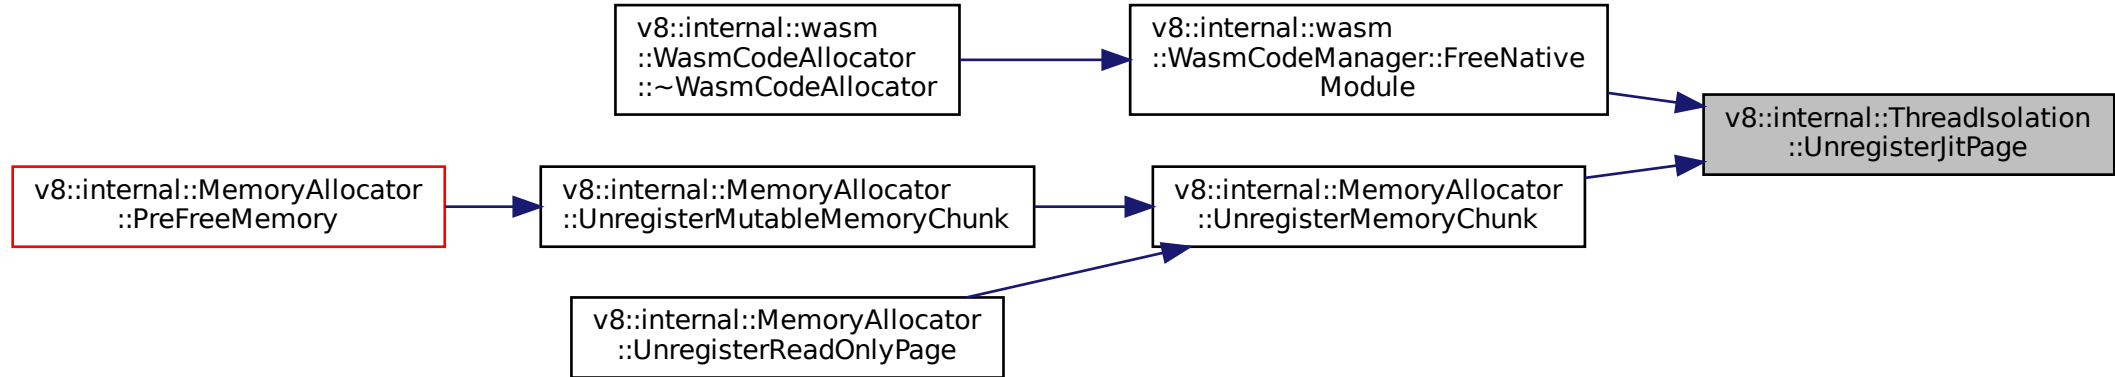 v8::internal::wasm
::WasmCodeAllocator
::~WasmCodeAllocator
v8::internal::wasm
::WasmCodeManager::FreeNative
Module
v8::internal::ThreadIsolation
::UnregisterJitPage
v8::internal::MemoryAllocator
::PreFreeMemory
v8::internal::MemoryAllocator
::UnregisterMutableMemoryChunk
v8::internal::MemoryAllocator
::UnregisterMemoryChunk
v8::internal::MemoryAllocator
::UnregisterReadOnlyPage